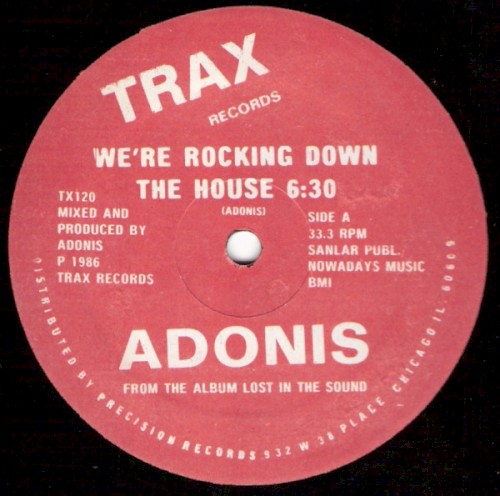 TRAX
RECORDS
WE'RE ROCKING DOWN
THE HOUSE 6:30
(ADONIS)
TX120
MIXED AND
PRODUCED BY
ADONIS
P 1986
TRAX RECORDS
SIDE A
33.3 RPM
SANLAR PUBL.
NOWADAYS MUSIC
BMI
ADONIS
FROM THE ALBUM LOST IN THE SOUND
DISTRIBUTED BY PRECISION RECORDS 932 W 38 PLACE, CHICAGO IL. 60609